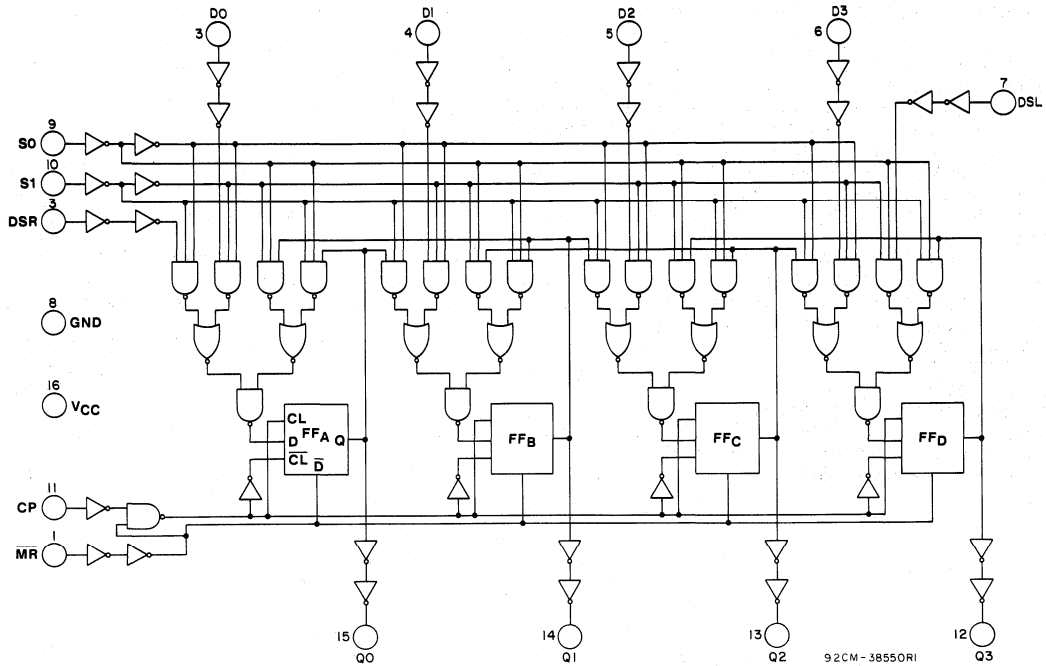 D0
3
D1
4
D2
5
D3
6
7
DSL
9
S0
10
S1
3
DSR
8
GND
16
VCC
CL
FFA
D
Q
CL
D
FFB
FFC
FFD
11
CP
1
MR
15
Q0
14
Q1
13
Q2
12
Q3
92CM-38550RI